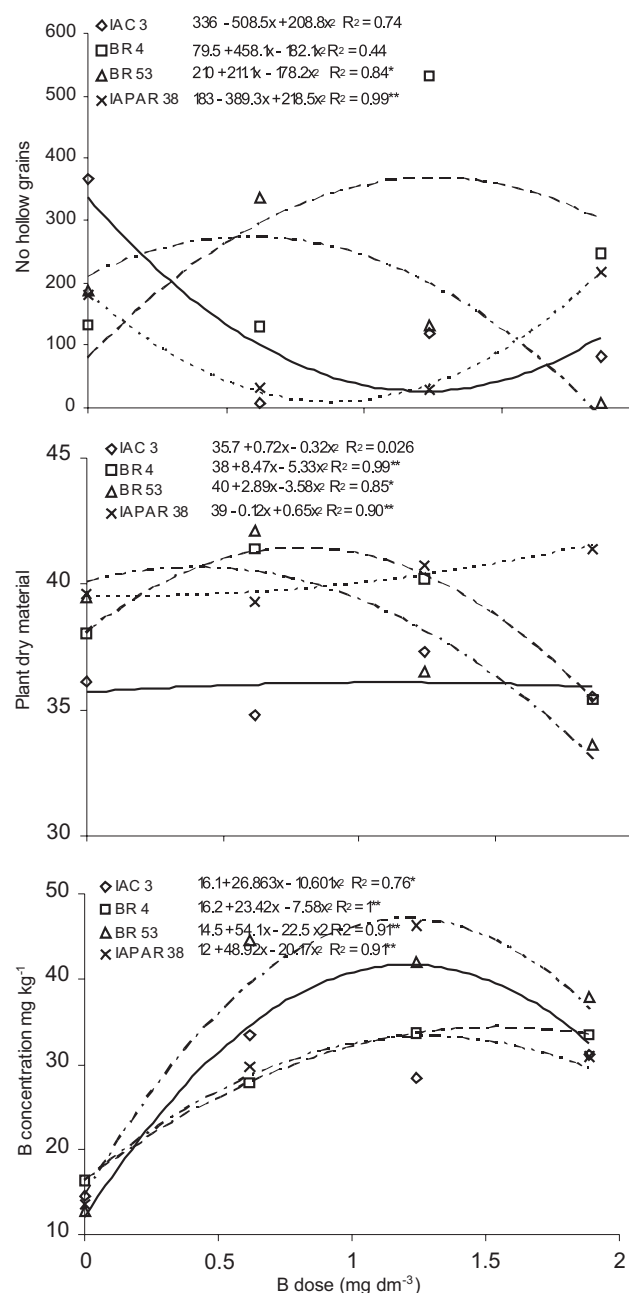 IAC 3 336 - 508.5x+208.8x² R² = 0.74
600
BR 4 79.5 +458.1x - 182.1x² R² = 0.44
BR 53 210 +211.1x - 178.2x² R² = 0.84*
500
IAPAR 38 183 -389.3x +218.5x² R² = 0.99**
400
300
200
100
0
No hollow grains
45
IAC 3 35.7 +0.72x-0.32x² R² = 0.026
BR 4 38 +8.47x -5.33x² R² = 0.99**
BR 53 40 +2.89x-3.58x² R² = 0.85*
IAPAR 38 39 -0.12x +0.65x² R² = 0.90**
40
35
30
Plant dry material
50
IAC 3 16.1+26.863x - 10.601x² R² = 0.76*
BR 4 16.2 +23.42x -7.58x² R² = 1**
BR 53 14.5 +54.1x - 22.5 x2 R² = 0.91**
IAPAR 38 12 +48.92x -20.17x² R² = 0.91**
40
30
20
10
B concentration mg kg⁻¹
0 0.5 1 1.5 2
B dose (mg dm⁻³)